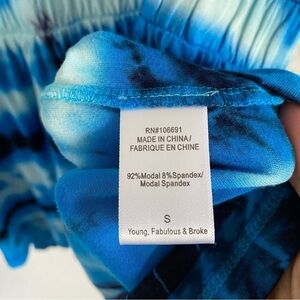 RN#106691
MADE IN CHINA/
FABRIQUE EN CHINE
92%Modal 8%Spandex/
Modal Spandex
S
Young, Fabulous & Broke